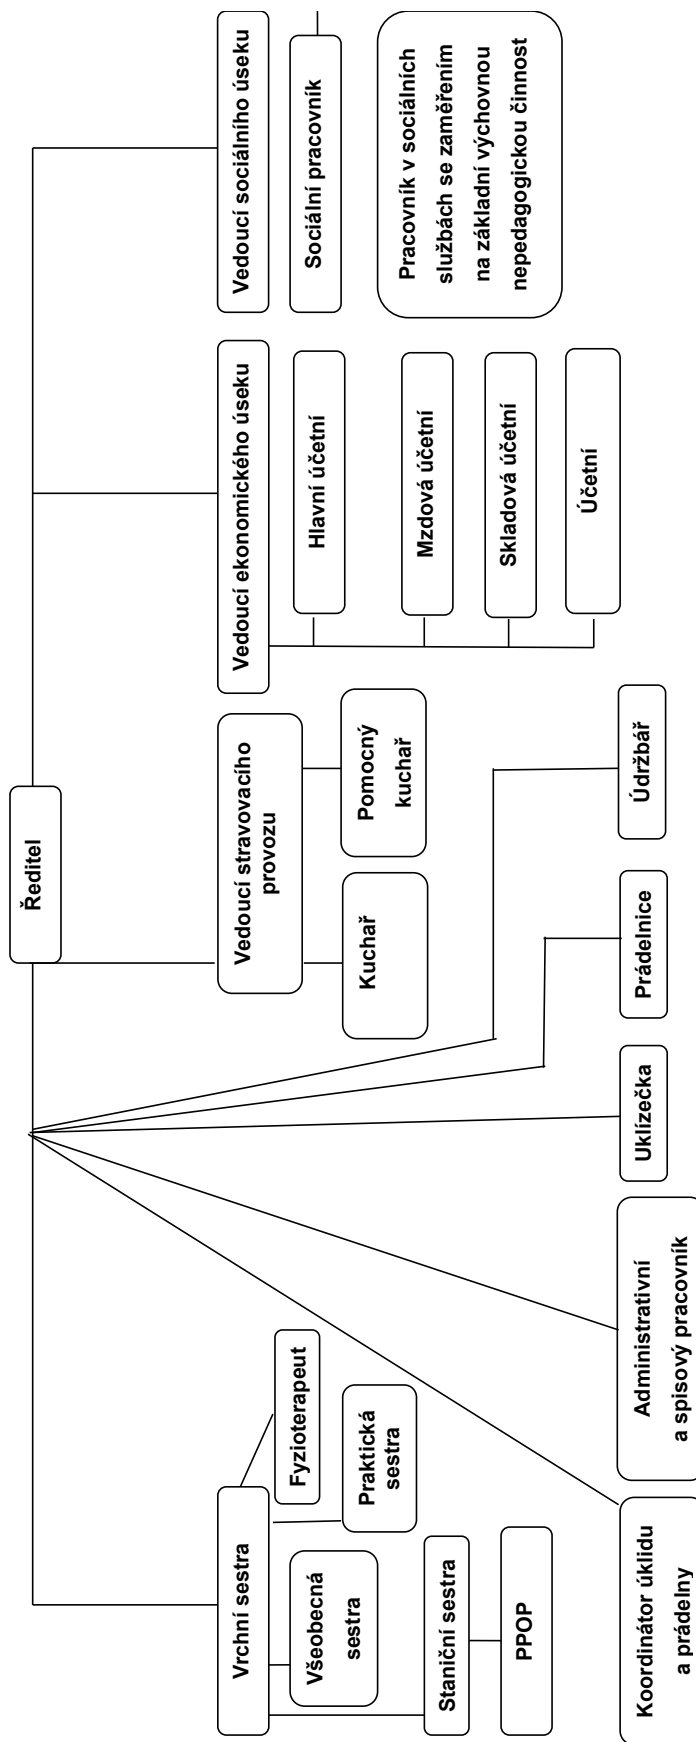 Ředitel
Vrchní sestra
Fyzioterapeut
Praktická
sestra
Všeobecná
sestra
Staniční sestra
PPOP
Vedoucí stravovacího
provozu
Kuchař
Pomocný
kuchař
Vedoucí ekonomického úseku
Hlavní účetní
Mzdová účetní
Skladová účetní
Účetní
Vedoucí sociálního úseku
Sociální pracovník
Pracovník v sociálních
službách se zaměřením
na základní výchovnou
nepedagogickou činnost
Koordinátor úklidu
a prádelny
Administrativní
a spisový pracovník
Uklízečka
Prádelnice
Údržbář